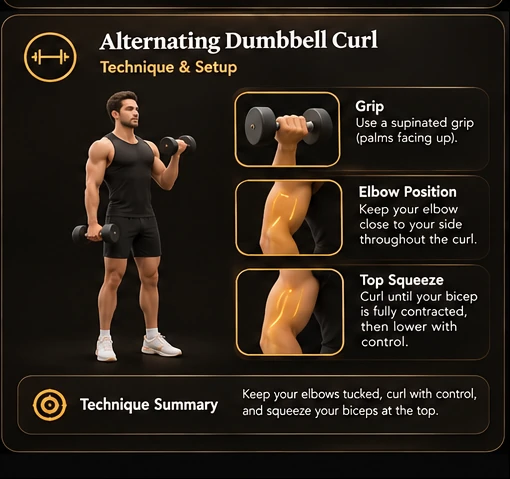 Alternating Dumbbell Curl
Technique & Setup
Grip
Use a supinated grip
(palms facing up).
Elbow Position
Keep your elbow
close to your side
throughout the curl.
Top Squeeze
Curl until your bicep
is fully contracted,
then lower with
control.
Technique Summary
Keep your elbows tucked, curl with control,
and squeeze your biceps at the top.